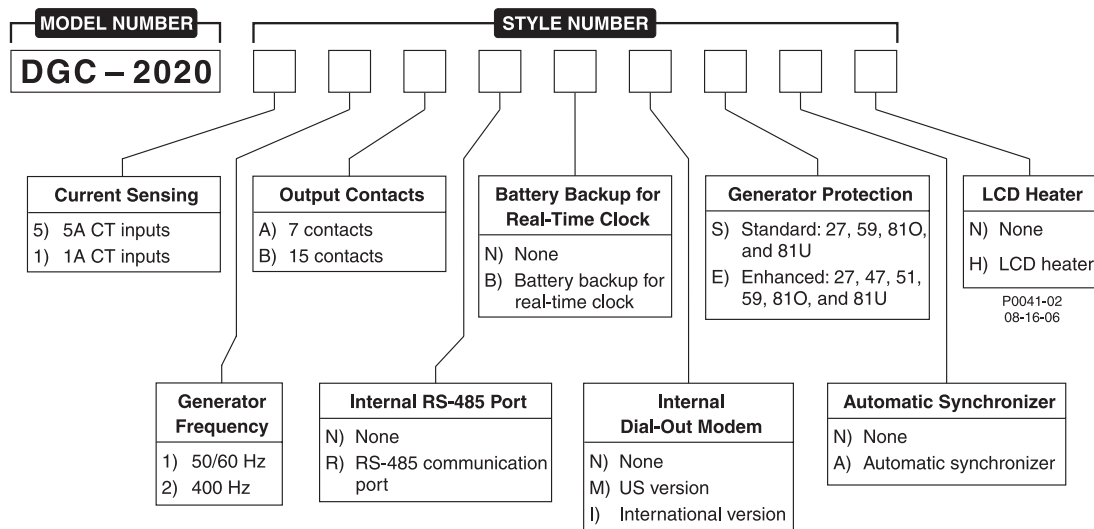 MODEL NUMBER
STYLE NUMBER
DGC – 2020
Current Sensing
5) 5A CT inputs
1) 1A CT inputs
Output Contacts
A) 7 contacts
B) 15 contacts
Battery Backup for
Real-Time Clock
N) None
B) Battery backup for
real-time clock
Generator Protection
S) Standard: 27, 59, 81O,
and 81U
E) Enhanced: 27, 47, 51,
59, 81O, and 81U
LCD Heater
N) None
H) LCD heater
P0041-02
08-16-06
Generator
Frequency
1) 50/60 Hz
2) 400 Hz
Internal RS-485 Port
N) None
R) RS-485 communication
port
Internal
Dial-Out Modem
N) None
M) US version
I) International version
Automatic Synchronizer
N) None
A) Automatic synchronizer